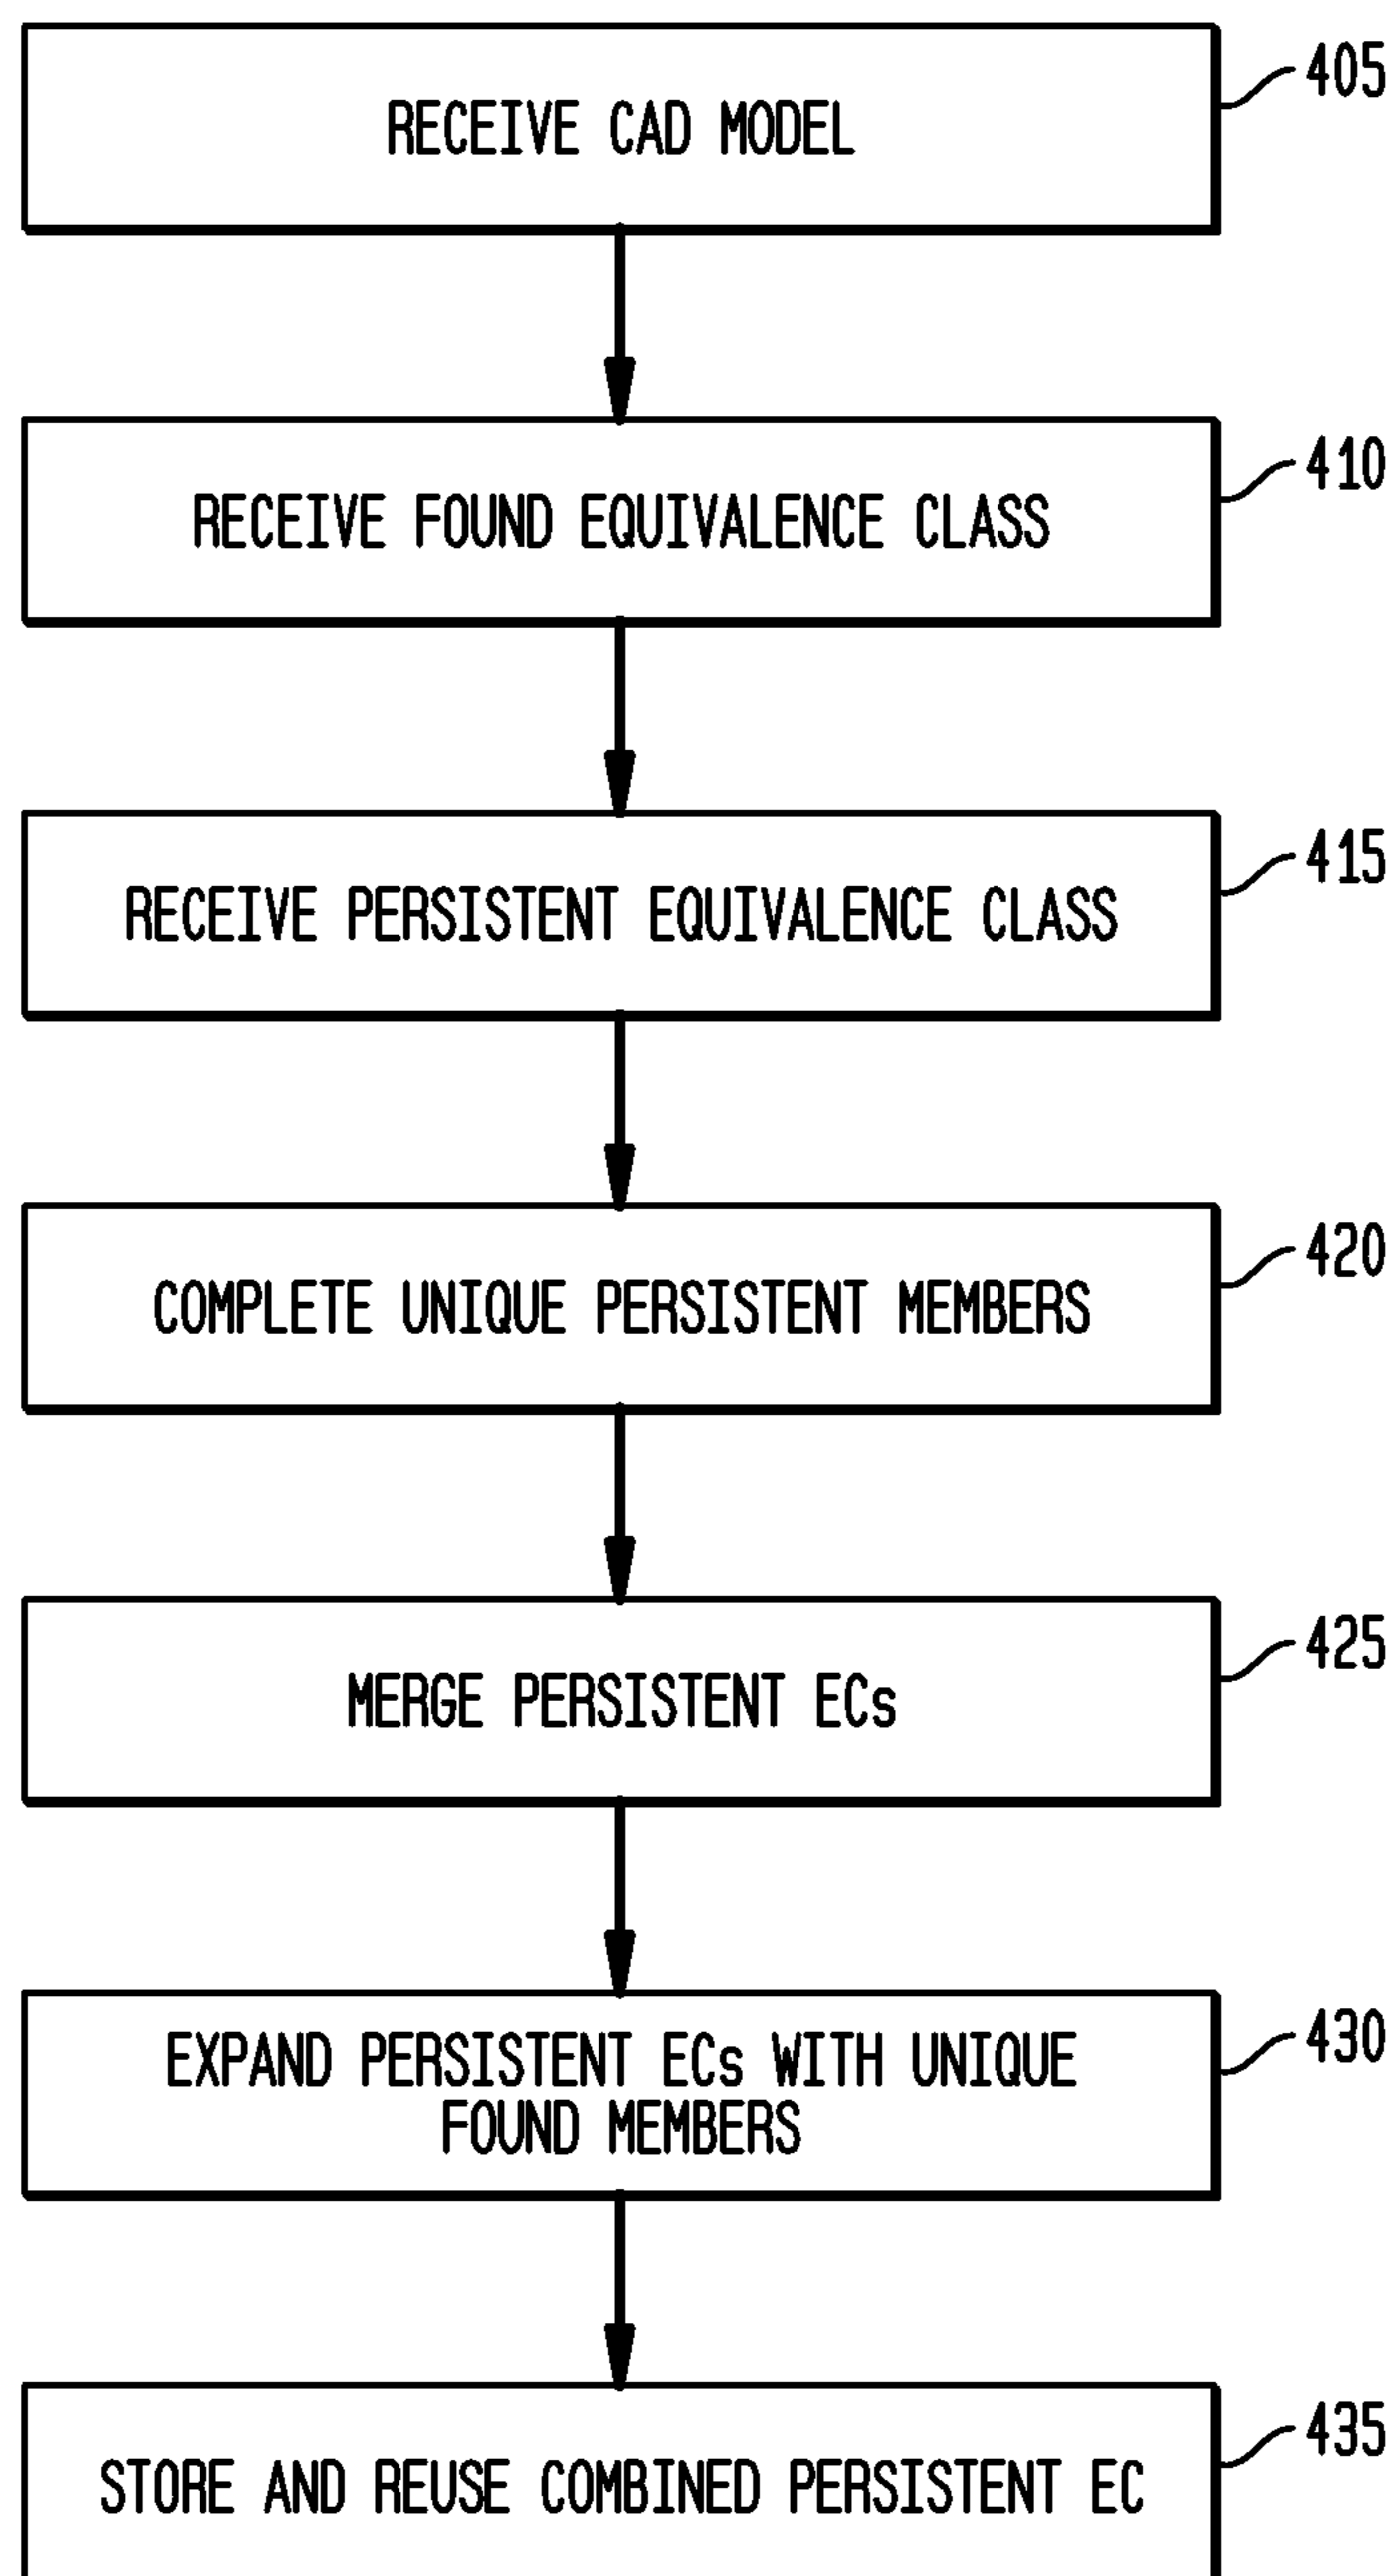 RECEIVE CAD MODEL
405
RECEIVE FOUND EQUIVALENCE CLASS
410
RECEIVE PERSISTENT EQUIVALENCE CLASS
415
COMPLETE UNIQUE PERSISTENT MEMBERS
420
MERGE PERSISTENT ECs
425
EXPAND PERSISTENT ECs WITH UNIQUE
FOUND MEMBERS
430
STORE AND REUSE COMBINED PERSISTENT EC
435